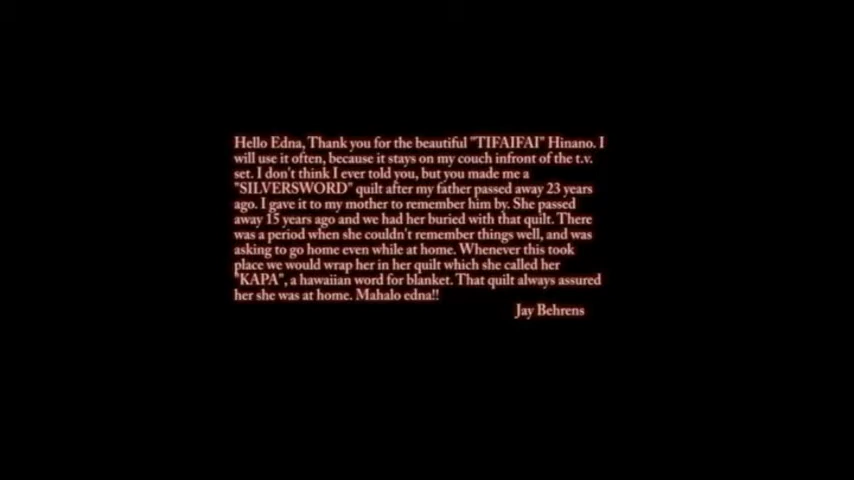 Hello Edna, Thank you for the beautiful "TIFAIFAI" Hinano. I
will use it often, because it stays on my couch infront of the t.v.
set. I don't think I ever told you, but you made me a
"SILVERSWORD" quilt after my father passed away 23 years
ago. I gave it to my mother to remember him by. She passed
away 15 years ago and we had her buried with that quilt. There
was a period when she couldn't remember things well, and was
asking to go home even while at home. Whenever this took
place we would wrap her in her quilt which she called her
"KAPA", a hawaiian word for blanket. That quilt always assured
her she was at home. Mahalo edna!!
Jay Behrens